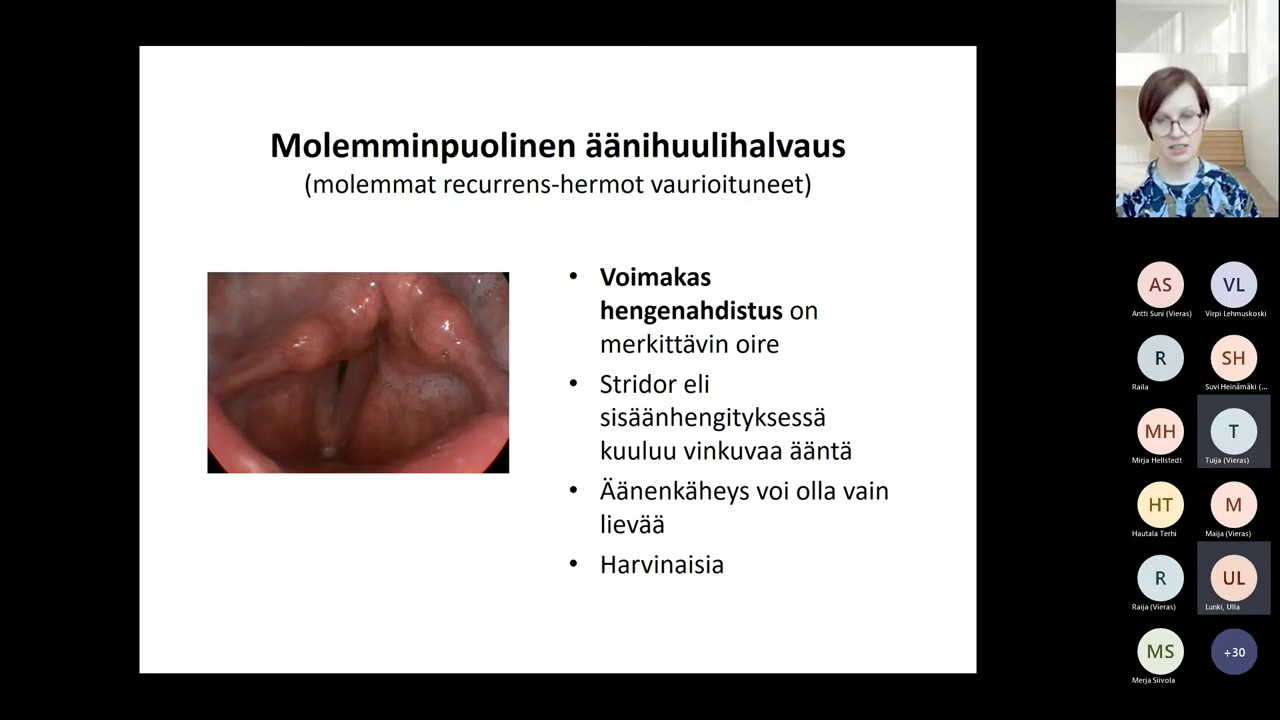 Molemminpuolinen äänihuulihalvaus
(molemmat recurrens-hermot vaurioituneet)
• Voimakas
hengenahdistus on
merkittävin oire
• Stridor eli
sisäänhengityksessä
kuuluu vinkuvaa ääntä
• Äänenkäheys voi olla vain
lievää
• Harvinaisia
AS
VL
Antti Suni (Vieras)
Virpi Lehmuskoski
R
SH
Raila
Suvi Heinämäki (...
MH
T
Mirja Hellstedt
Tuija (Vieras)
HT
M
Hautala Terhi
Maija (Vieras)
R
UL
Raija (Vieras)
Lunki, Ulla
MS
+30
Merja Siivola